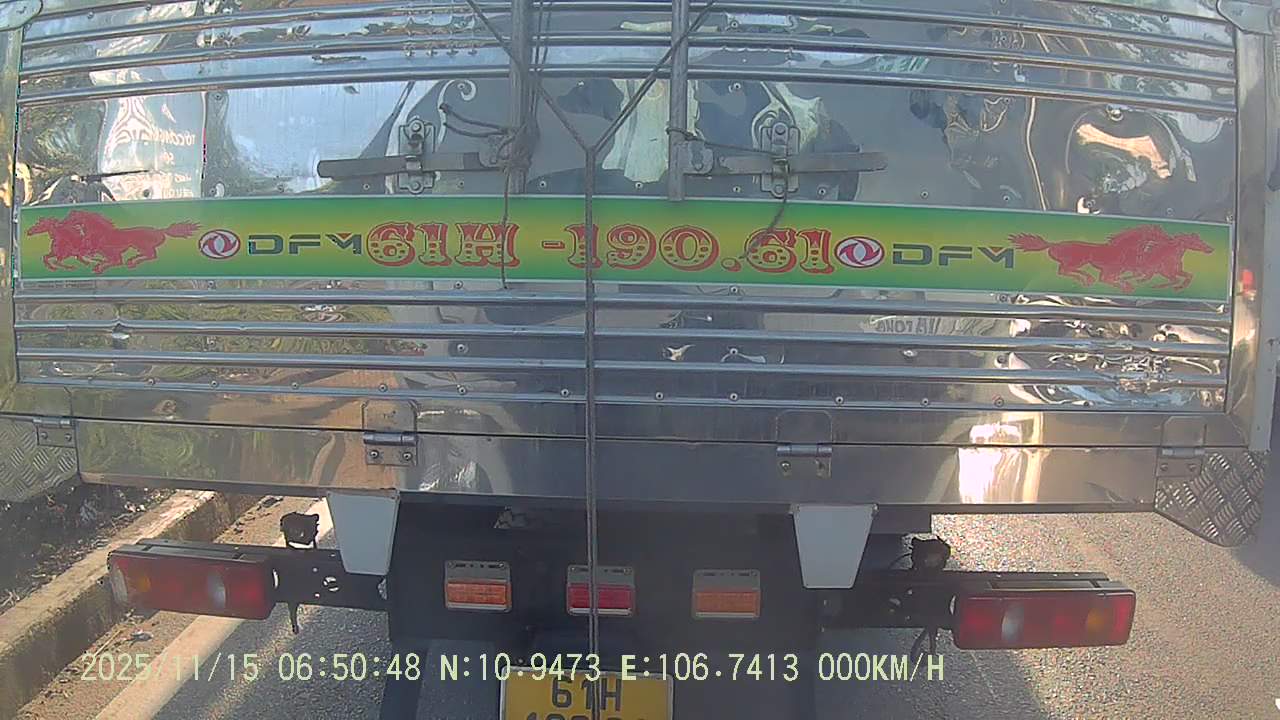 DFM 61H -190.61 DFM
2025/11/15 06:50:48 N:10.9473 E:106.7413 000KM/H
61H